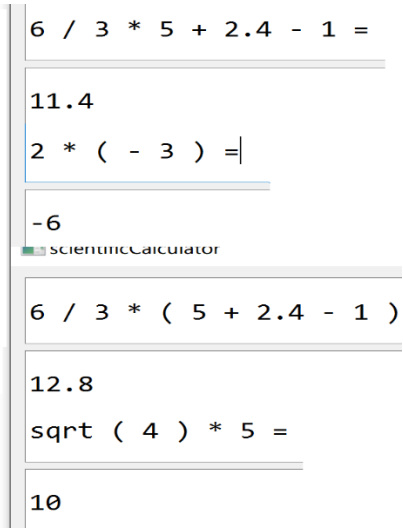 6 / 3 * 5 + 2.4 - 1 =
11.4
2 * ( - 3 ) =
-6
ScientificCalculator
6 / 3 * ( 5 + 2.4 - 1 )
12.8
sqrt ( 4 ) * 5 =
10